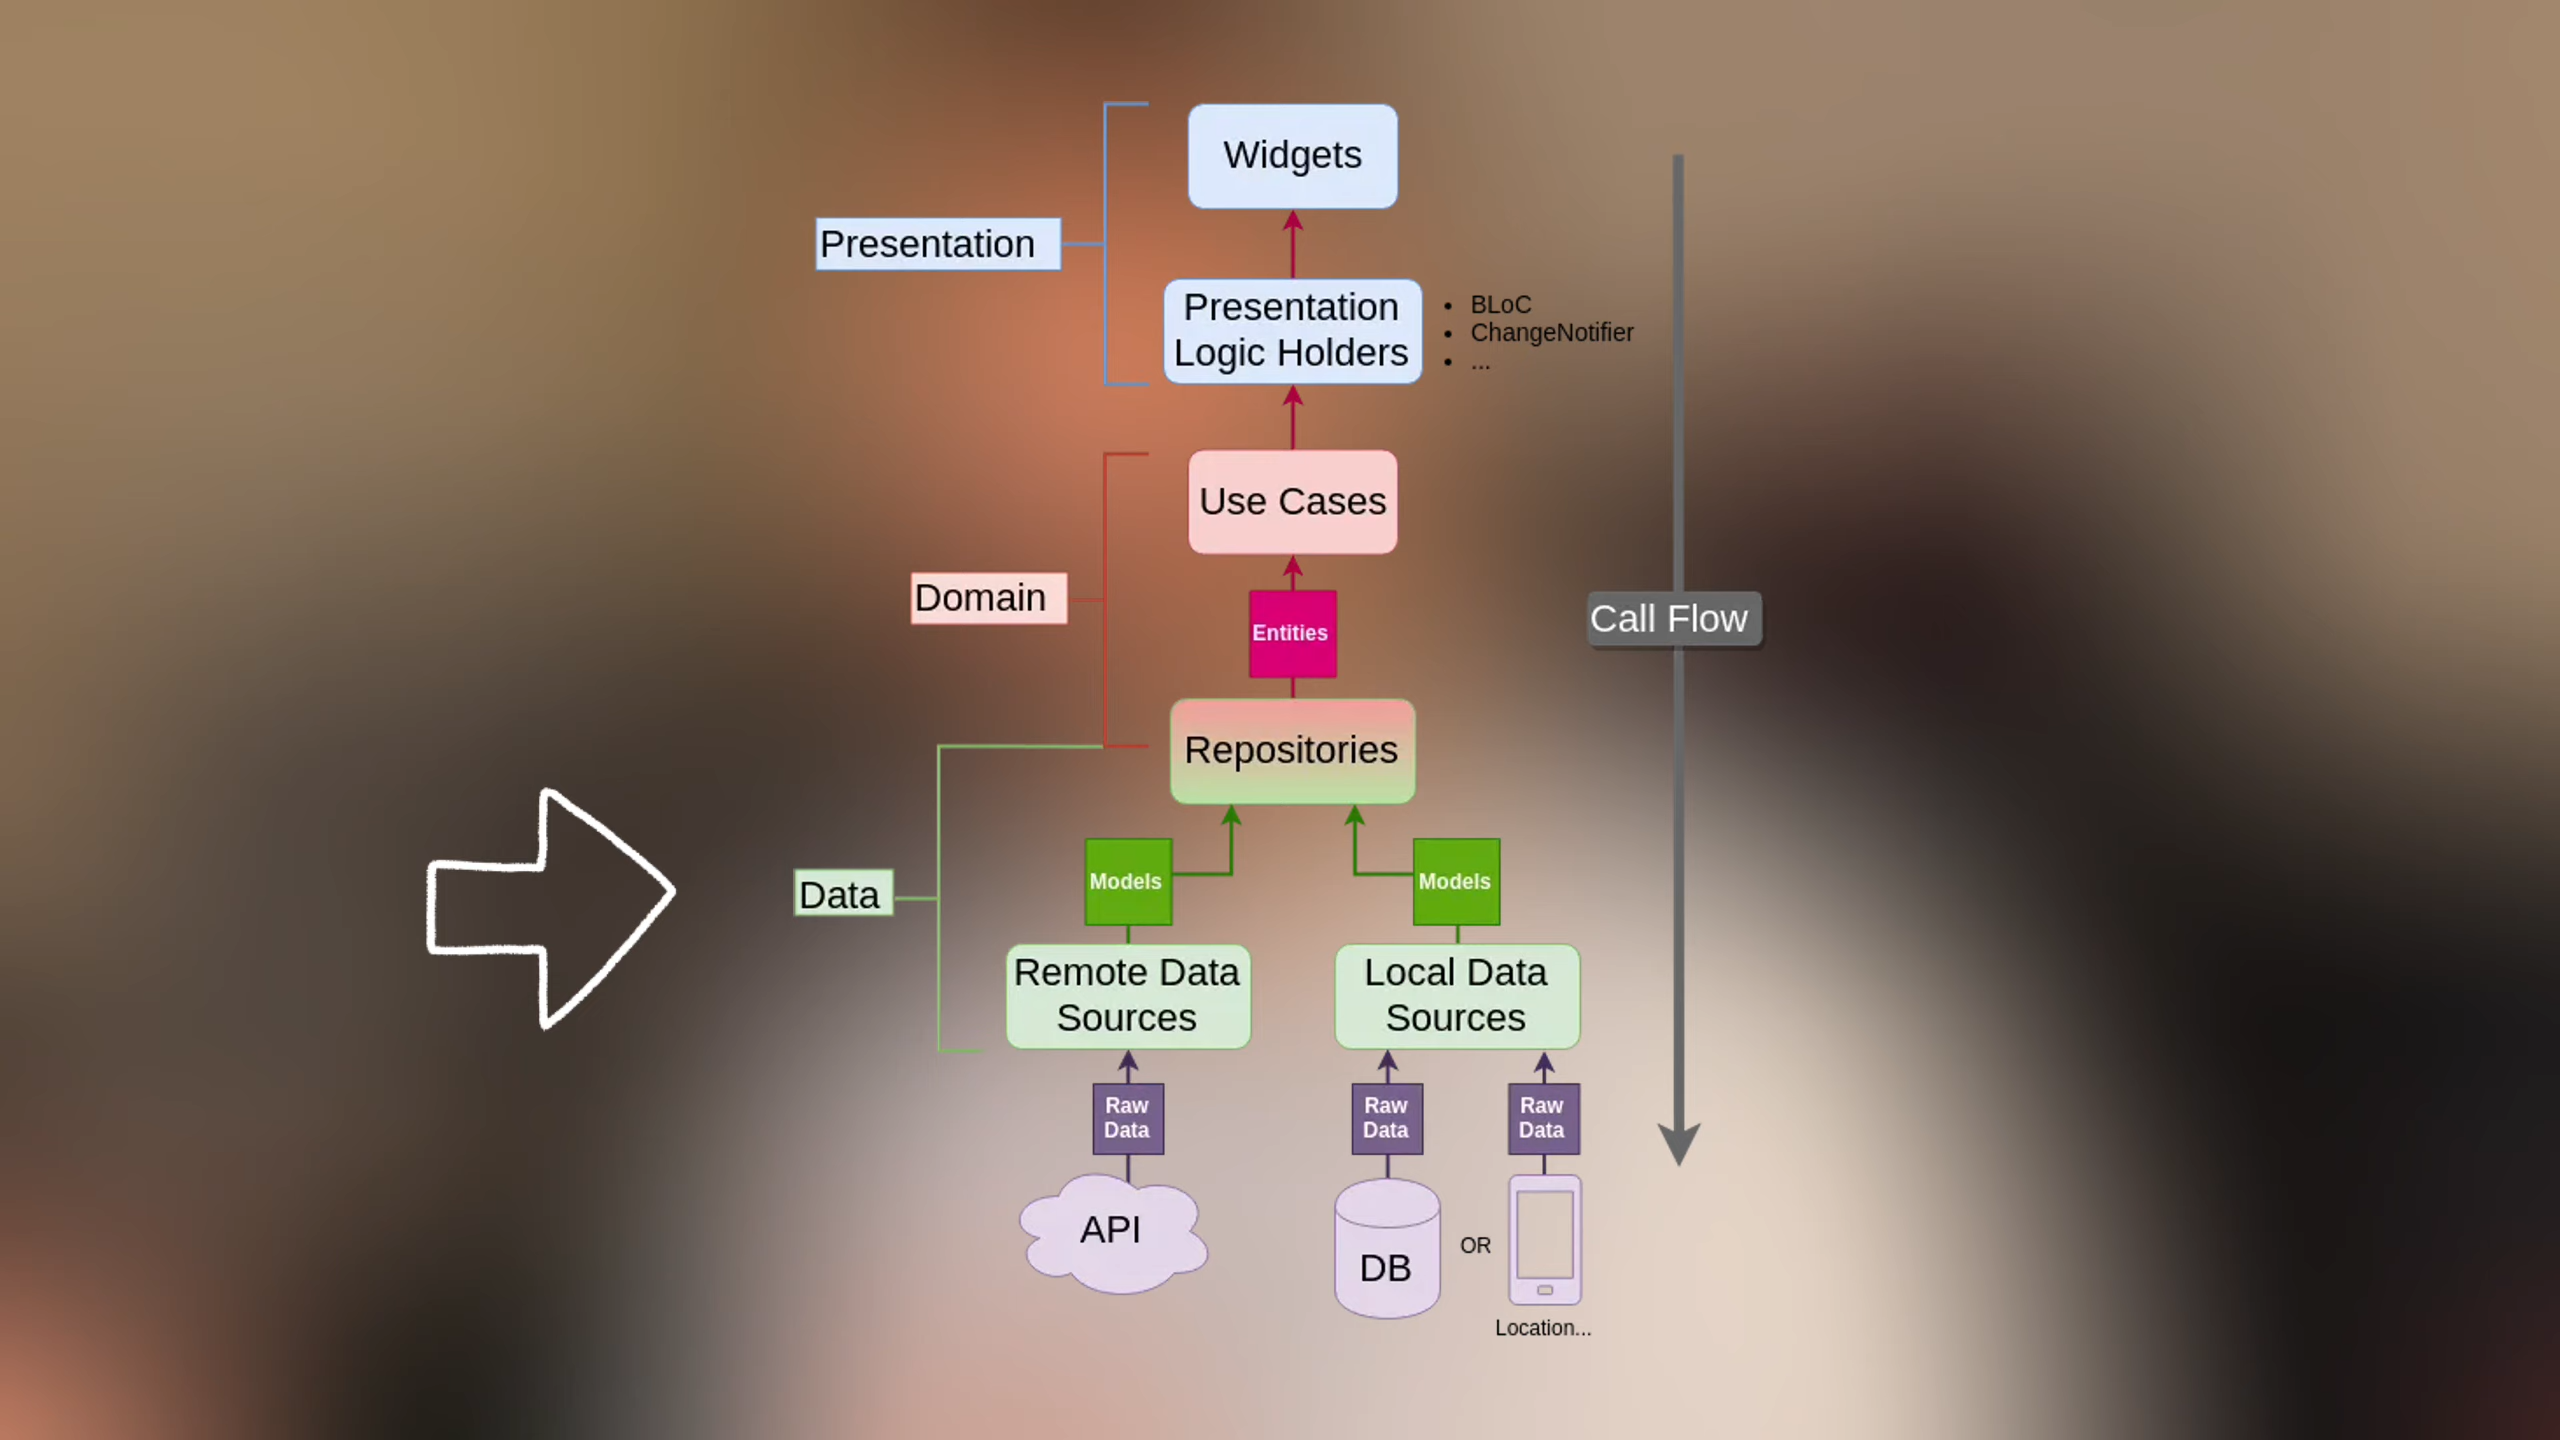 Widgets
Presentation
Presentation
Logic Holders
• BLoC
• ChangeNotifier
• ...
Use Cases
Domain
Entities
Call Flow
Repositories
Models
Models
Data
Remote Data
Sources
Local Data
Sources
Raw
Data
Raw
Data
Raw
Data
API
DB
OR
Location...